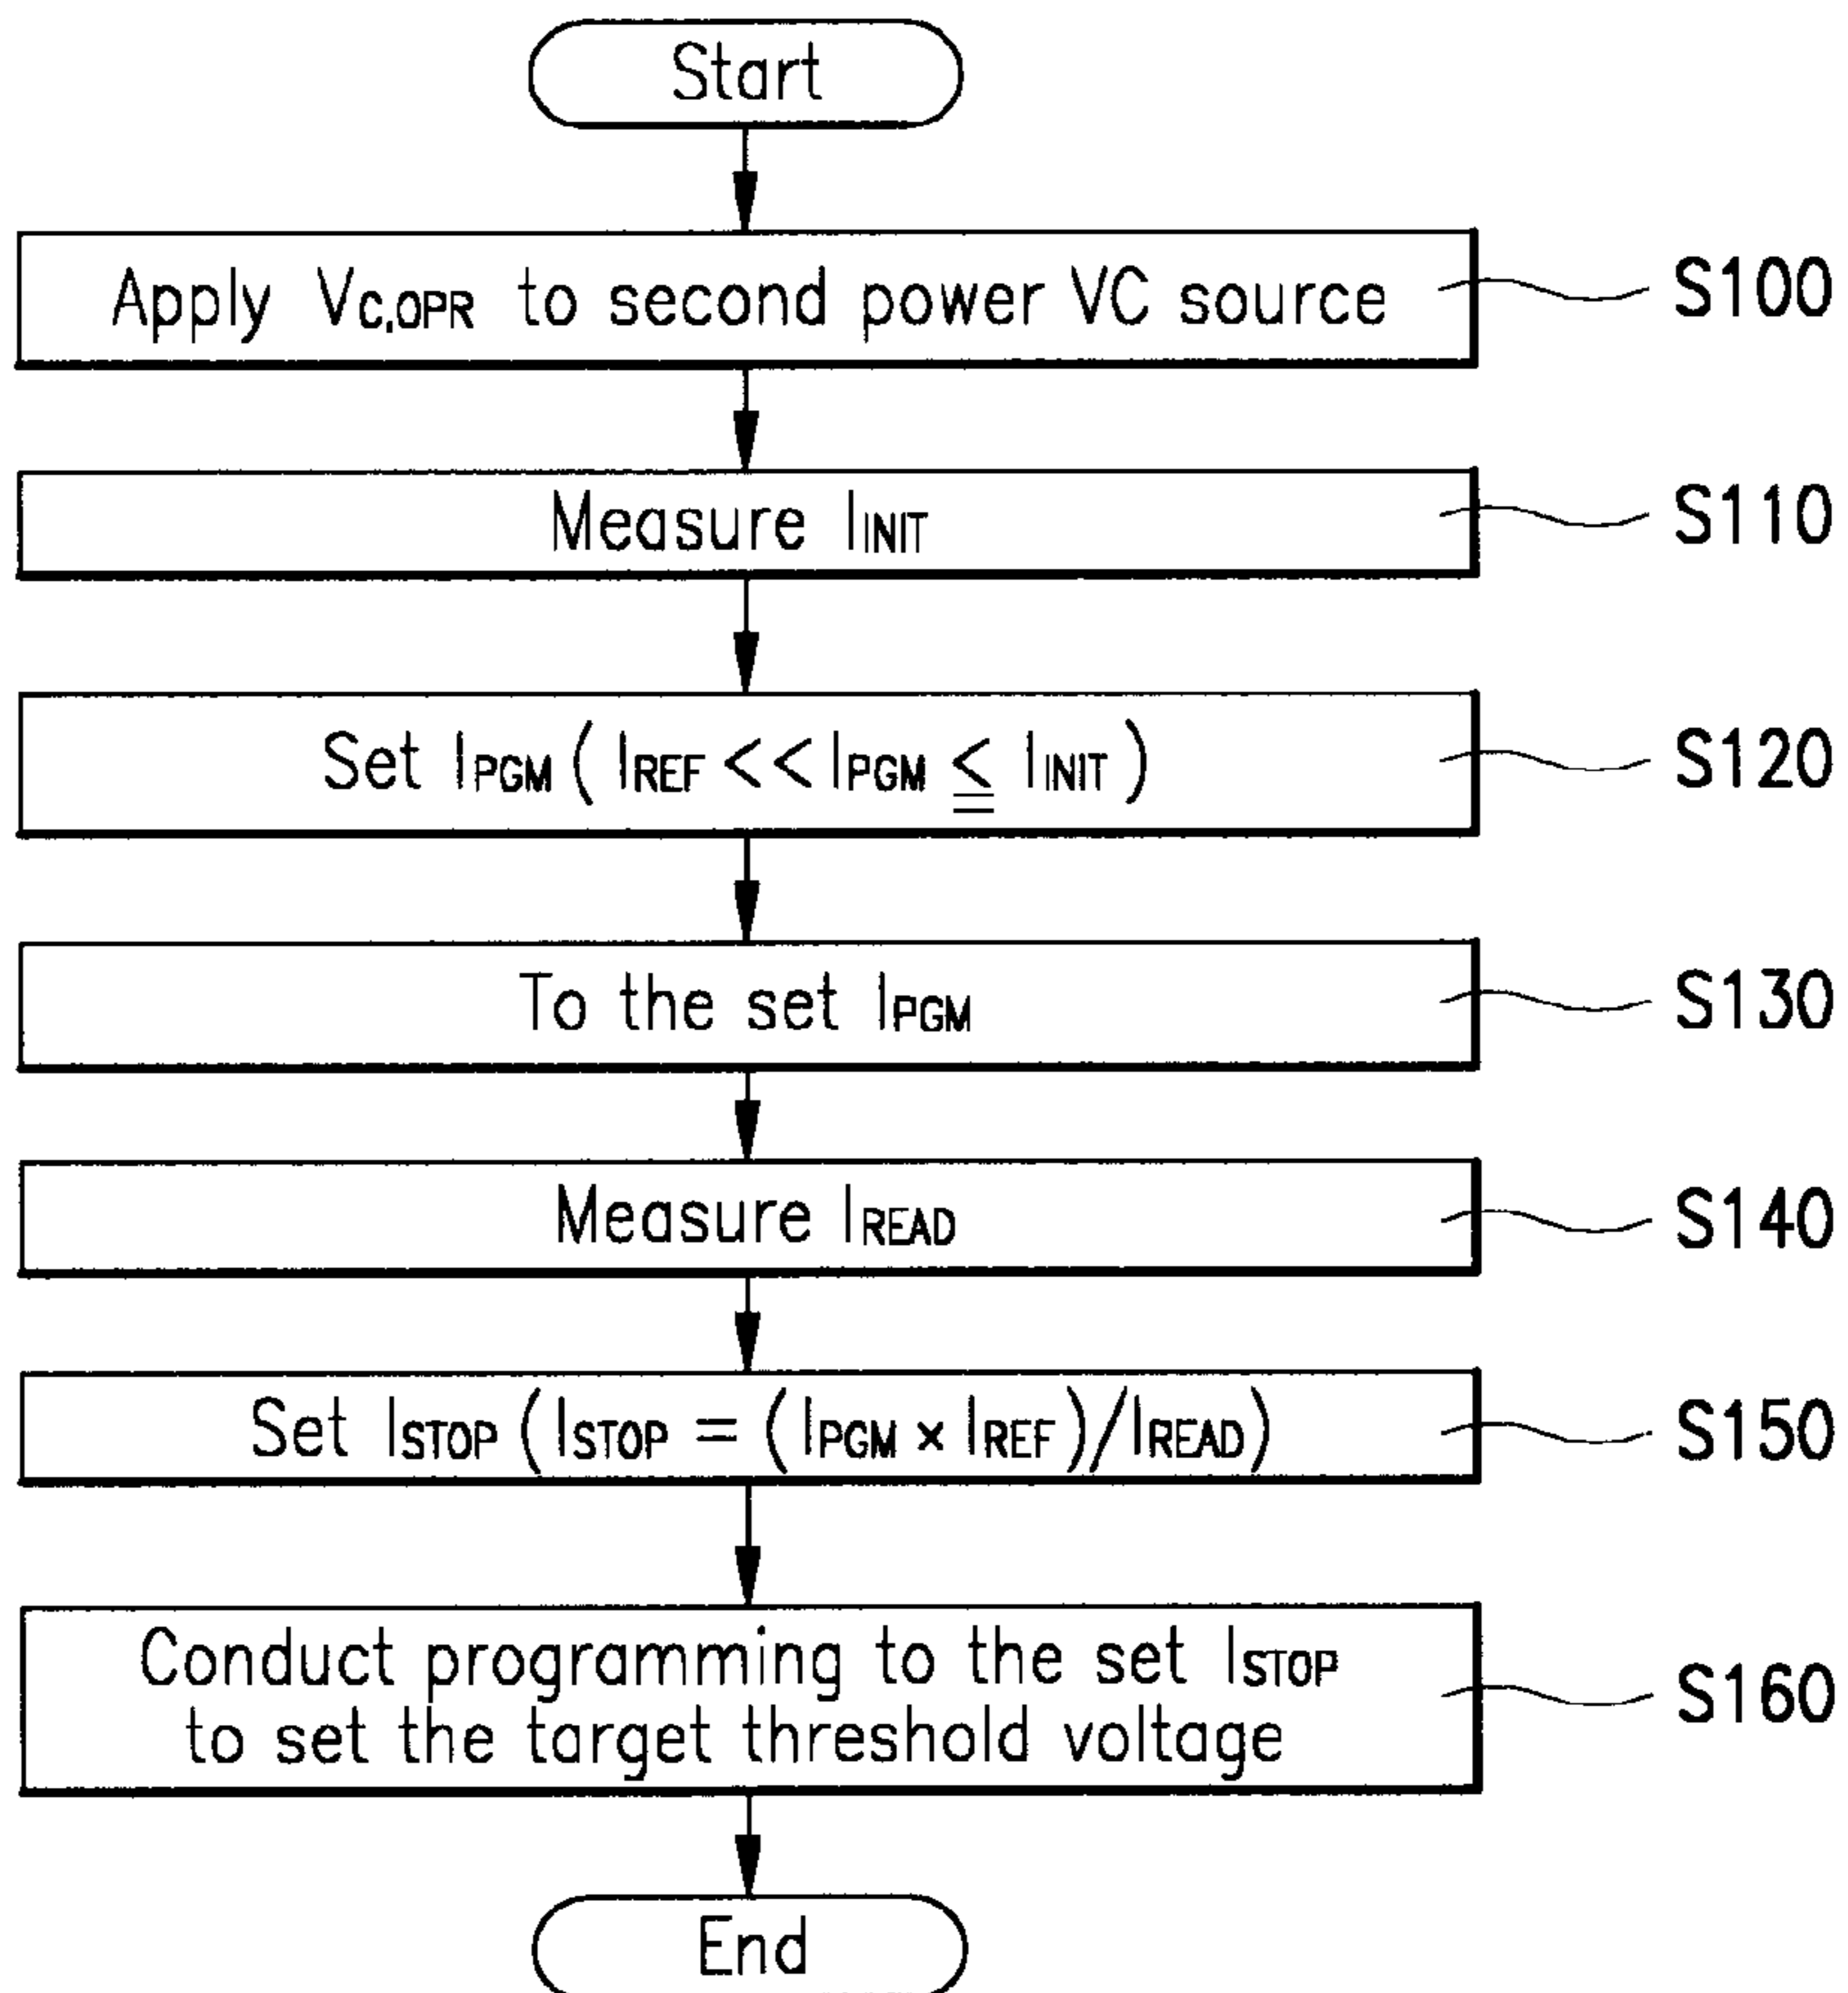 Start
Apply VC,OPR to second power VC source
S100
Measure IINIT
S110
Set IPGM ( IREF <<IPGM ≦ IINIT )
S120
To the set IPGM
S130
Measure IREAD
S140
Set ISTOP (ISTOP = (IPGM x IREF)/IREAD)
S150
Conduct programming to the set ISTOP
to set the target threshold voltage
S160
End